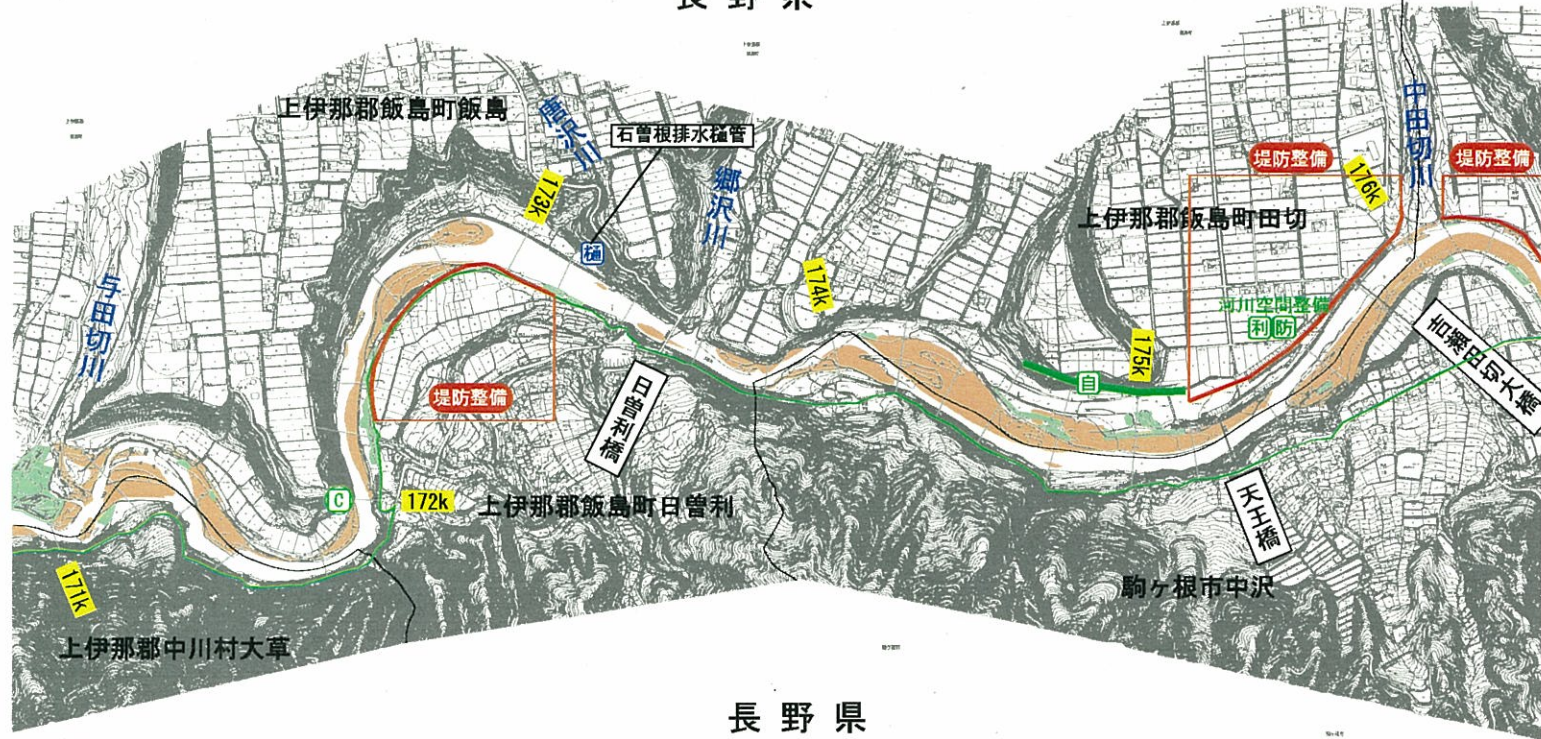 長野県
上伊那郡飯島町飯島
唐沢川
石曽根排水樋管
郷沢川
173k
樋
与田切川
堤防整備
日曽利橋
C
172k
上伊那郡飯島町日曽利
171k
上伊那郡中川村大草
174k
中田切川
堤防整備
堤防整備
176k
上伊那郡飯島町田切
河川空間整備
利防
175k
自
吉瀬田切大橋
天王橋
駒ヶ根市中沢
長野県